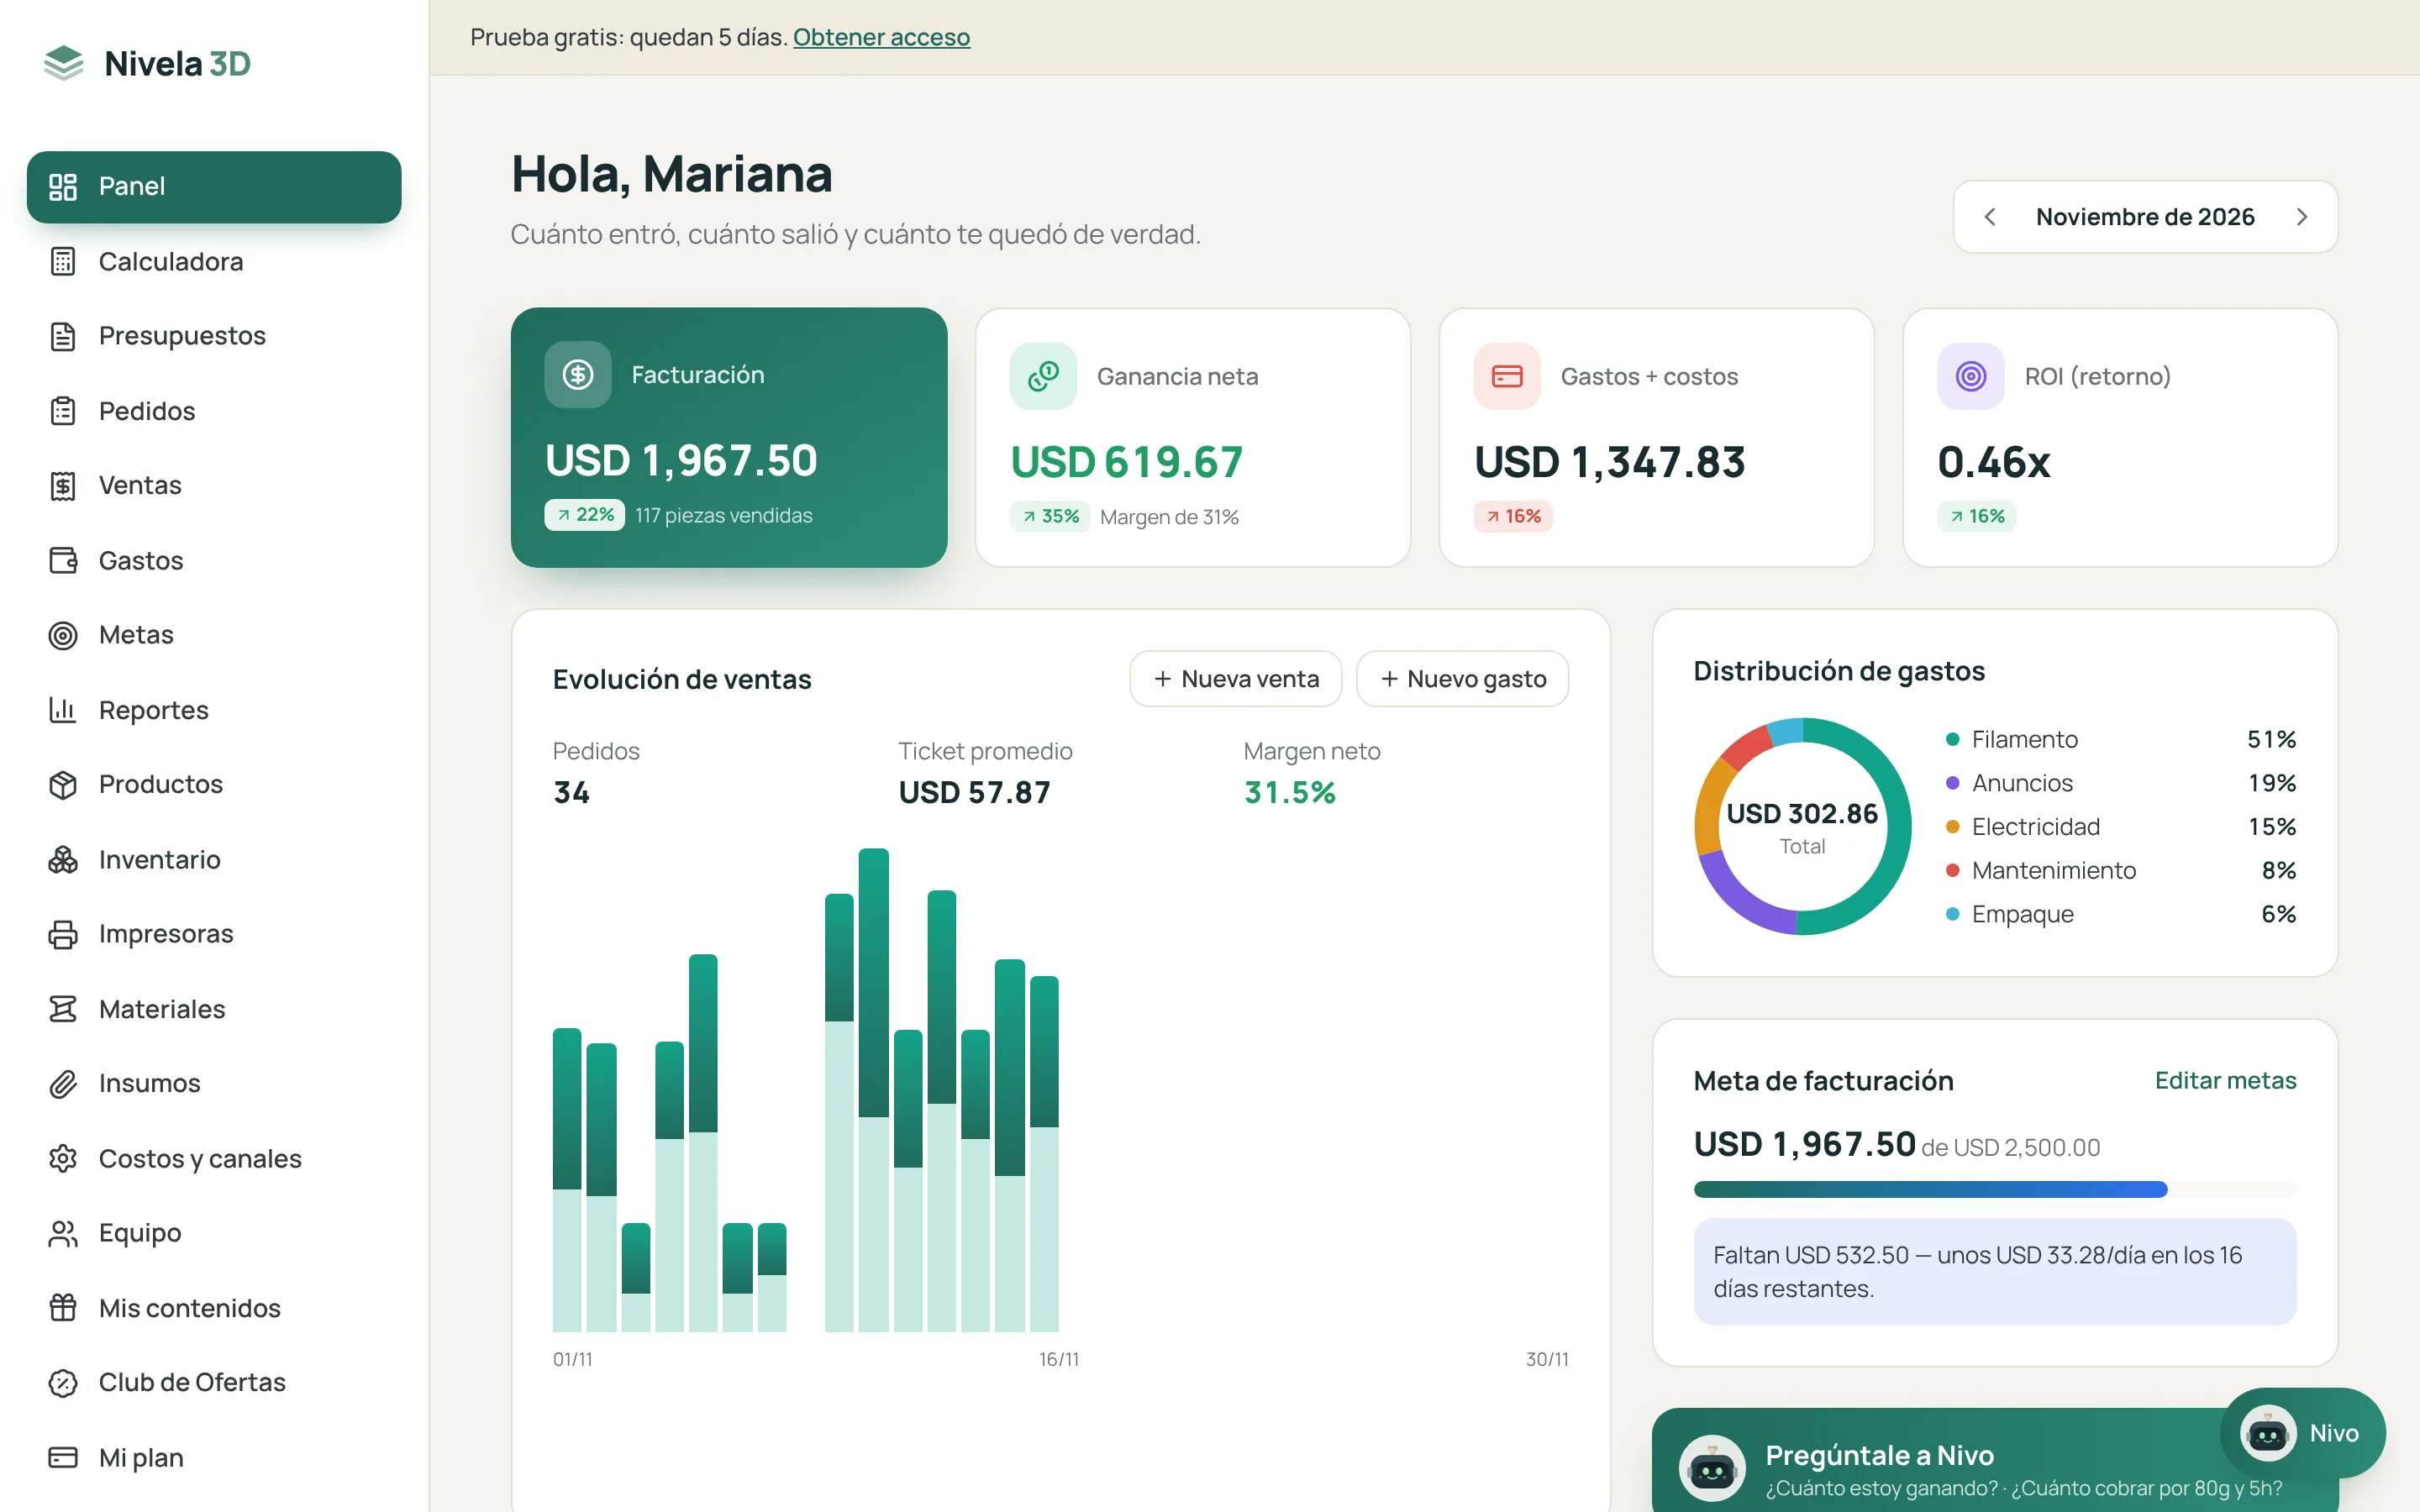 Nivela 3D
Prueba gratis: quedan 5 días. Obtener acceso
Panel
Calculadora
Presupuestos
Pedidos
Ventas
Gastos
Metas
Reportes
Productos
Inventario
Impresoras
Materiales
Insumos
Costos y canales
Equipo
Mis contenidos
Club de Ofertas
Mi plan
Hola, Mariana
Cuánto entró, cuánto salió y cuánto te quedó de verdad.
Noviembre de 2026
Facturación
USD 1,967.50
22% 117 piezas vendidas
Ganancia neta
USD 619.67
35% Margen de 31%
Gastos + costos
USD 1,347.83
16%
ROI (retorno)
0.46x
16%
Evolución de ventas
+ Nueva venta
+ Nuevo gasto
Pedidos
34
Ticket promedio
USD 57.87
Margen neto
31.5%
01/11
16/11
30/11
Distribución de gastos
USD 302.86
Total
Filamento 51%
Anuncios 19%
Electricidad 15%
Mantenimiento 8%
Empaque 6%
Meta de facturación
Editar metas
USD 1,967.50 de USD 2,500.00
Faltan USD 532.50 — unos USD 33.28/día en los 16
días restantes.
Pregúntale a Nivo
¿Cuánto estoy ganando? · ¿Cuánto cobrar por 80g y 5h?
Nivo